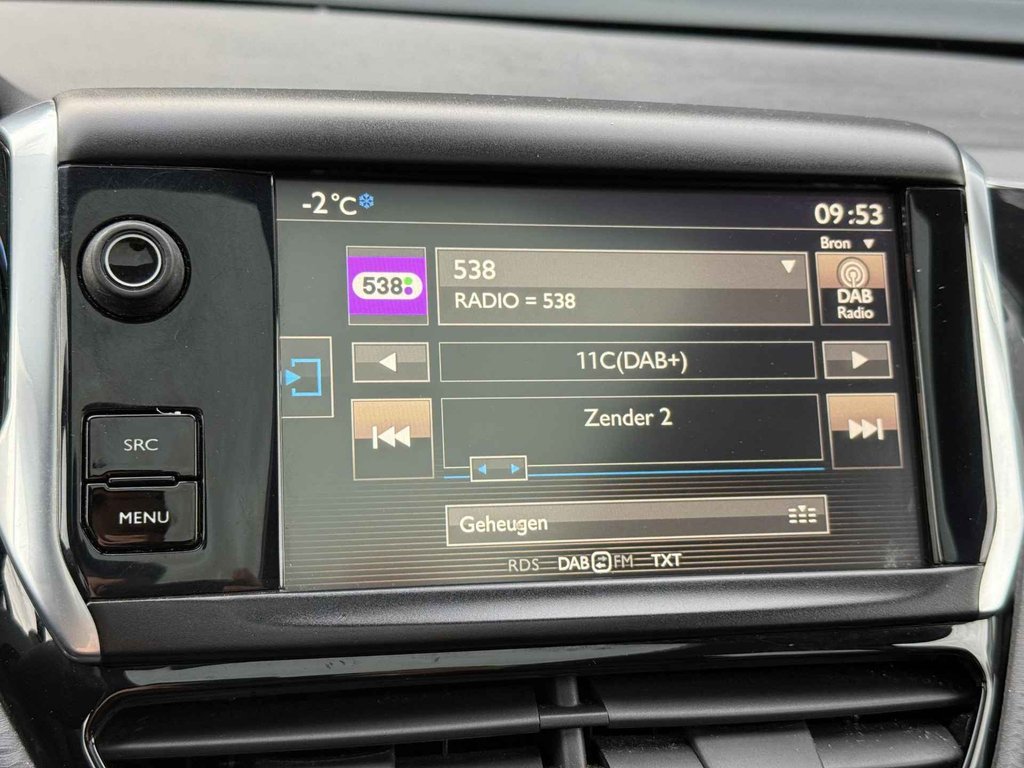 -2°C
09:53
Bron
538
538
RADIO = 538
DAB
Radio
11C(DAB+)
SRC
Zender 2
MENU
Geheugen
RDS DAB FM TXT